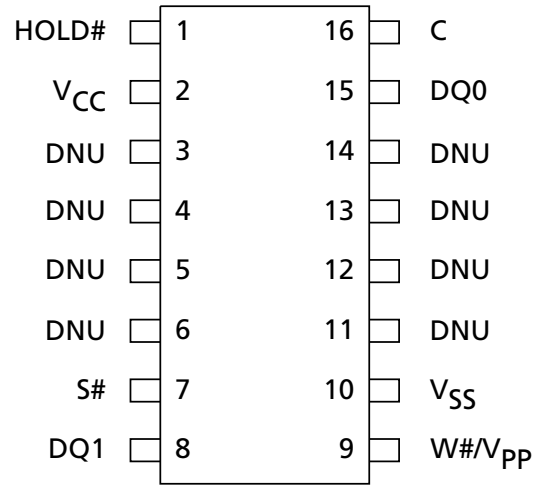 HOLD# 1 16 C
VCC 2 15 DQ0
DNU 3 14 DNU
DNU 4 13 DNU
DNU 5 12 DNU
DNU 6 11 DNU
S# 7 10 VSS
DQ1 8 9 W#/VPP